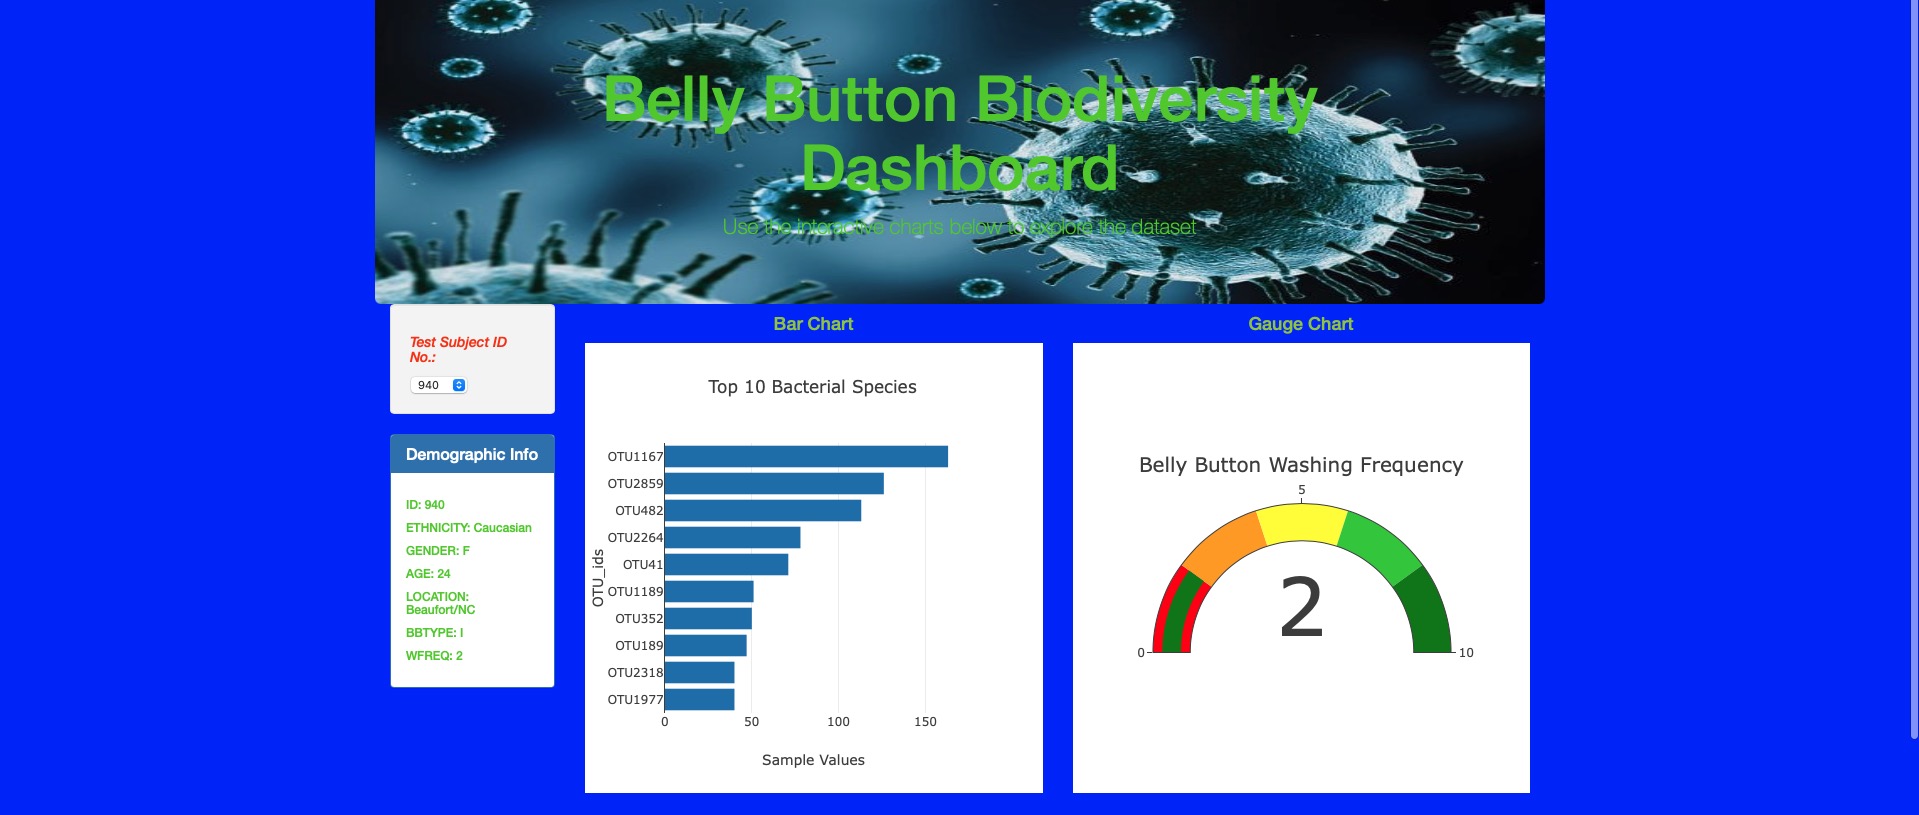 Belly Button Biodiversity
Dashboard
Use the interactive charts below to explore the dataset
Test Subject ID
No.:
940
Demographic Info
ID: 940
ETHNICITY: Caucasian
GENDER: F
AGE: 24
LOCATION:
Beaufort/NC
BBTYPE: I
WFREQ: 2
Bar Chart
Top 10 Bacterial Species
OTU_ids
OTU1167
OTU2859
OTU482
OTU2264
OTU41
OTU1189
OTU352
OTU189
OTU2318
OTU1977
0 50 100 150
Sample Values
Gauge Chart
Belly Button Washing Frequency
5
2
0 10